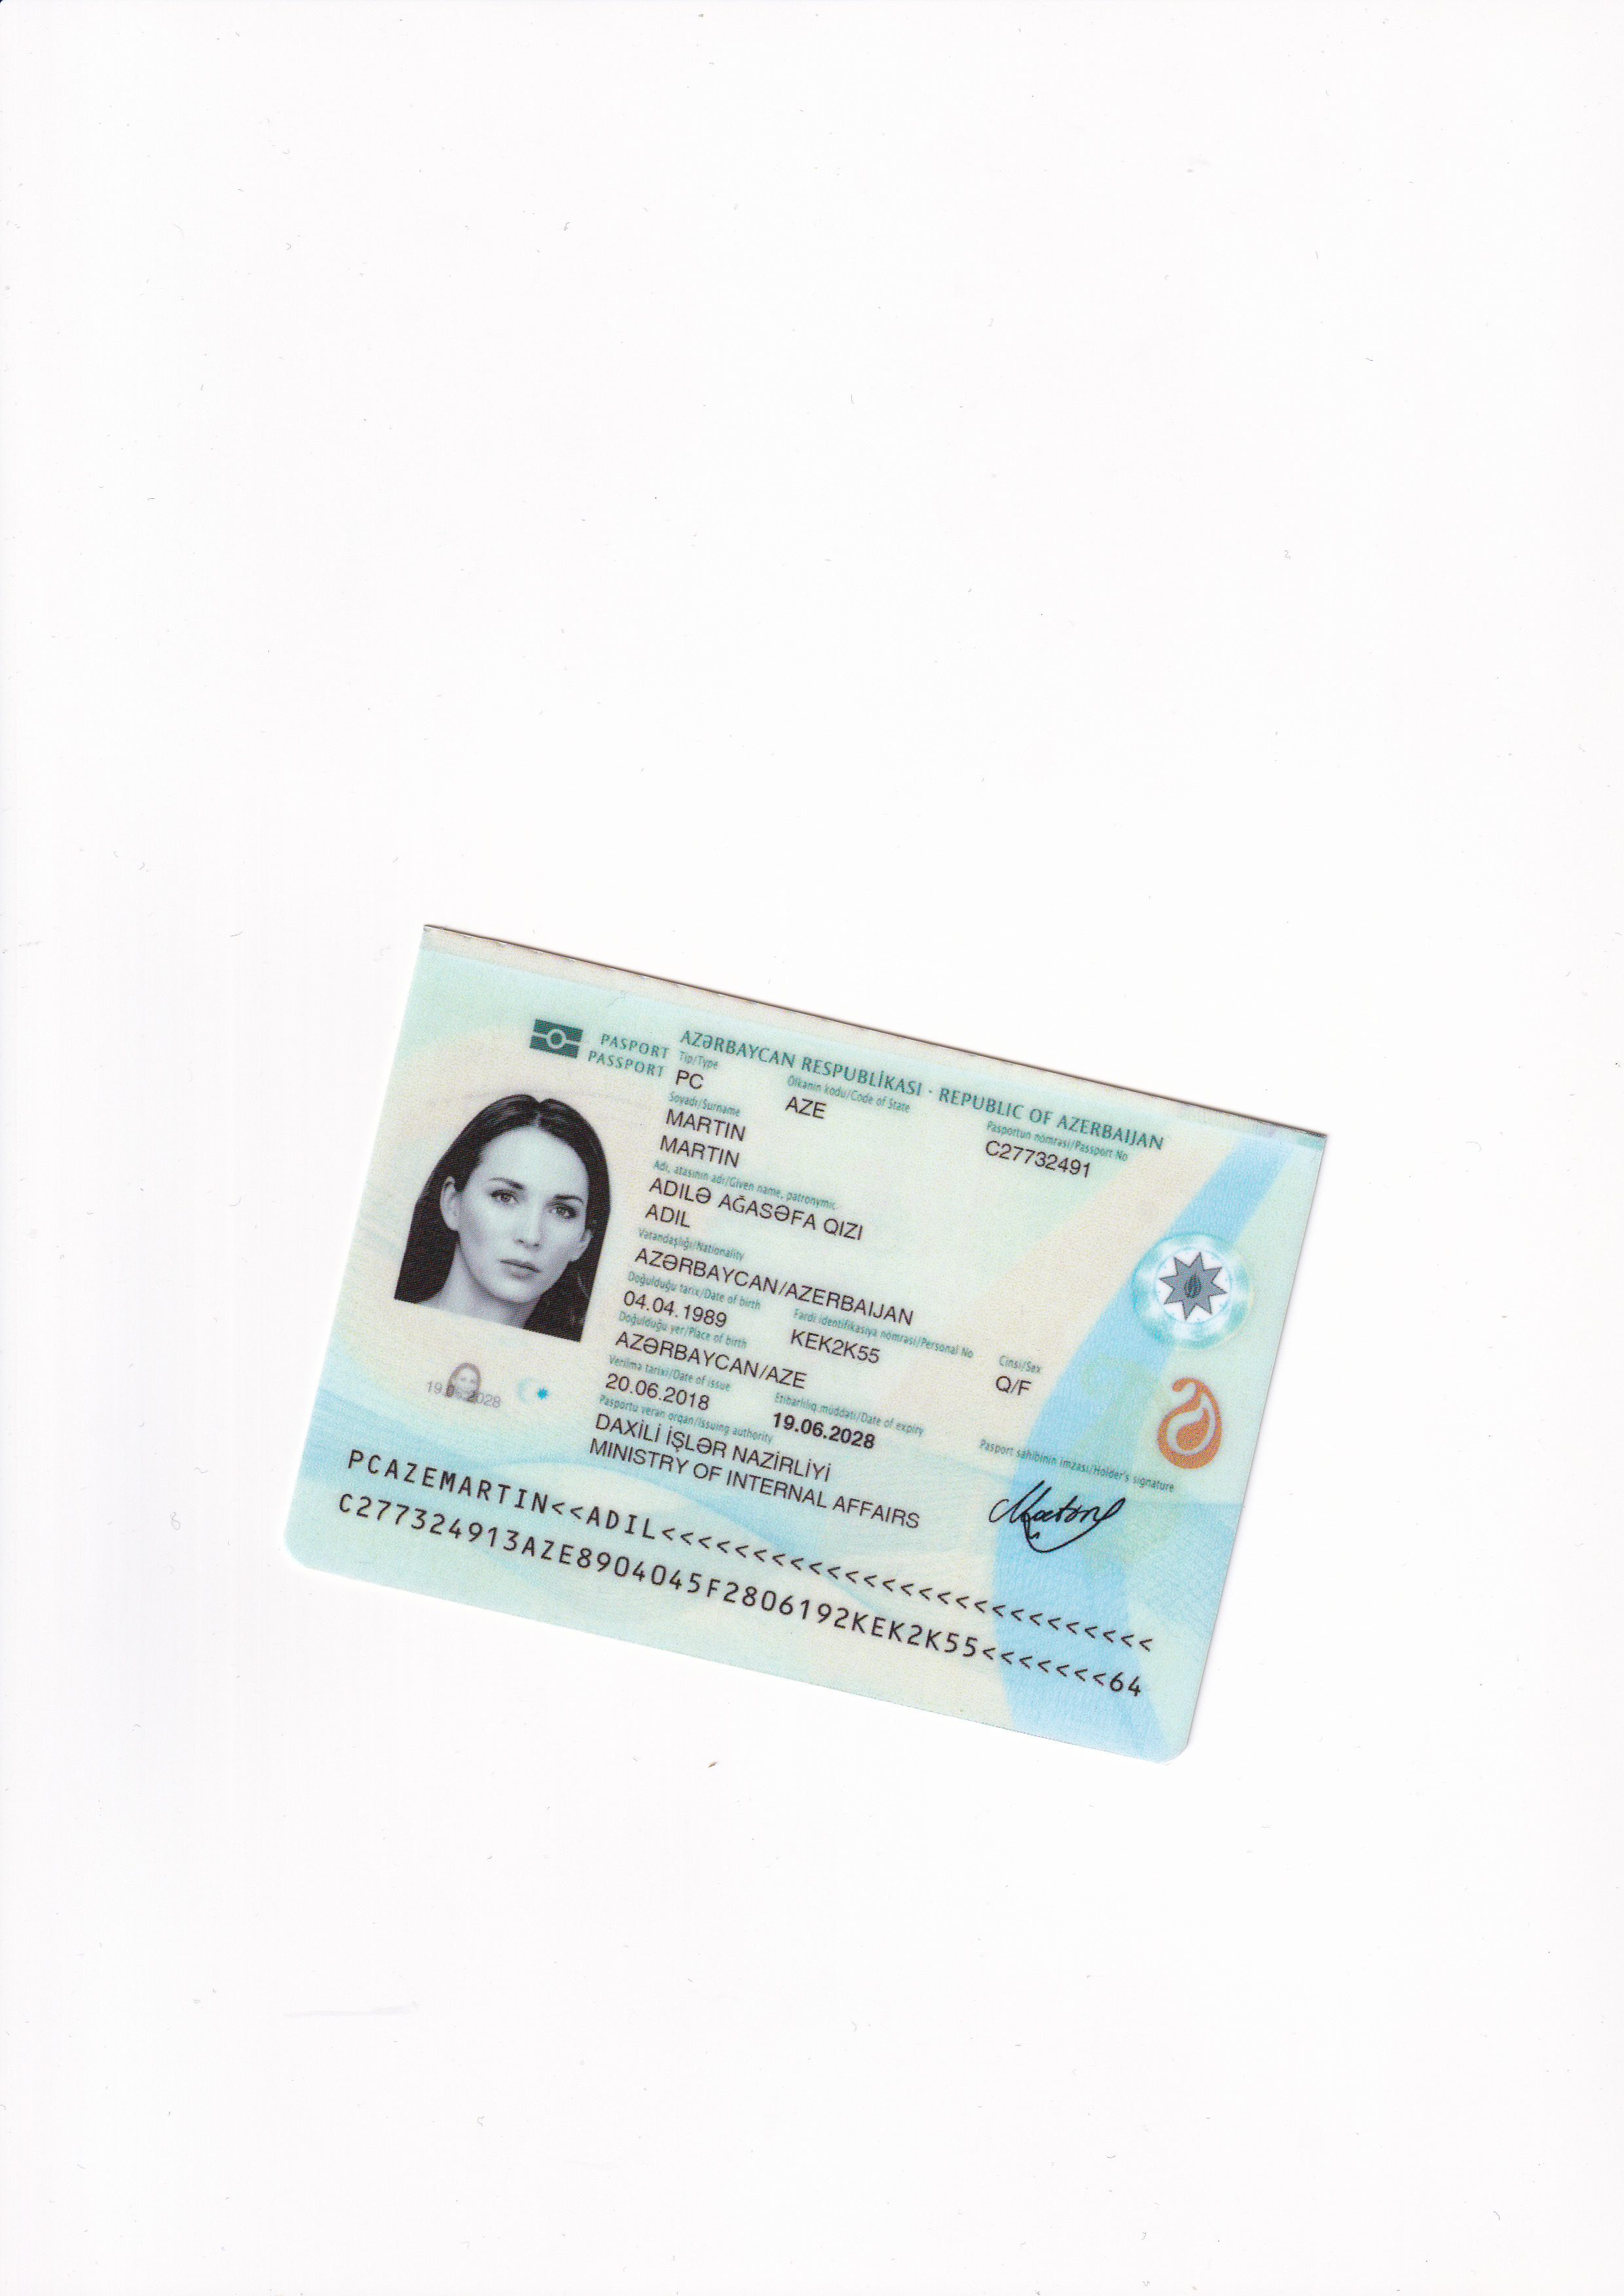 PASPORT
PASSPORT
AZƏRBAYCAN RESPUBLİKASI · REPUBLIC OF AZERBAIJAN
Tip/Type
PC
Ölkənin kodu/Code of State
AZE
Pasportun nömrəsi/Passport No
C27732491
Soyadı/Surname
MARTIN
MARTIN
Adı, atasının adı/Given name, patronymic
ADILƏ AĞASƏFA QIZI
ADIL
Vətəndaşlığı/Nationality
AZƏRBAYCAN/AZERBAIJAN
Doğulduğu tarix/Date of birth
04.04.1989
Fərdi identifikasiya nömrəsi/Personal No
KEK2K55
Cinsi/Sex
Q/F
Doğulduğu yer/Place of birth
AZƏRBAYCAN/AZE
Verilmə tarixi/Date of issue
20.06.2018
Etibarlılıq müddəti/Date of expiry
19.06.2028
Pasportu verən orqan/Issuing authority
DAXİLİ İŞLƏR NAZİRLİYİ
MINISTRY OF INTERNAL AFFAIRS
Pasport sahibinin imzası/Holder's signature
19.06.2028
PCAZEMARTIN<<ADIL<<<<<<<<<<<<<<<<<<<<<<<<<<<
C277324913AZE8904045F2806192KEK2K55<<<<<<<64